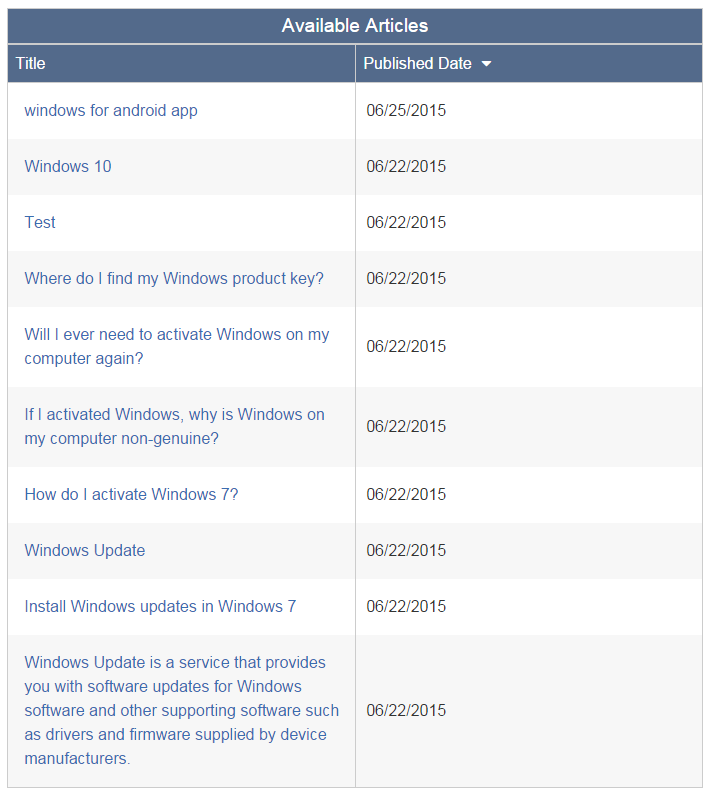 Available Articles
Title Published Date
windows for android app 06/25/2015
Windows 10 06/22/2015
Test 06/22/2015
Where do I find my Windows product key? 06/22/2015
Will I ever need to activate Windows on my
computer again?
06/22/2015
If I activated Windows, why is Windows on
my computer non-genuine?
06/22/2015
How do I activate Windows 7? 06/22/2015
Windows Update 06/22/2015
Install Windows updates in Windows 7 06/22/2015
Windows Update is a service that provides
you with software updates for Windows
software and other supporting software such
as drivers and firmware supplied by device
manufacturers.
06/22/2015